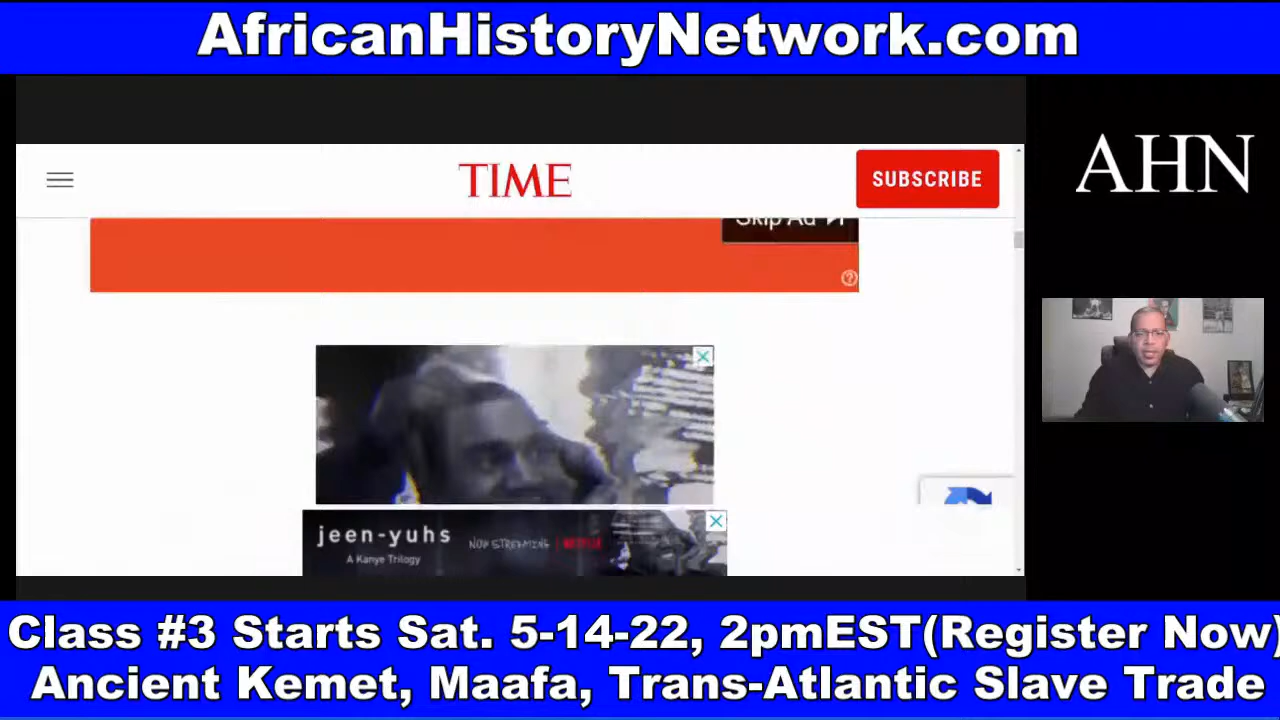 AfricanHistoryNetwork.com
TIME
SUBSCRIBE
AHN
Skip Ad
jeen-yuhs
A Kanye Trilogy
NOW STREAMING
NETFLIX
Class #3 Starts Sat. 5-14-22, 2pmEST(Register Now)
Ancient Kemet, Maafa, Trans-Atlantic Slave Trade